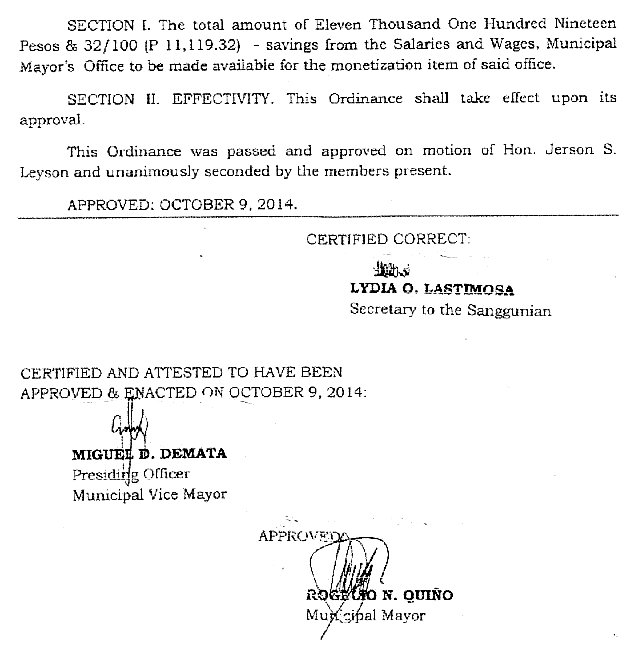 SECTION I. The total amount of Eleven Thousand One Hundred Nineteen
Pesos & 32/100 (P 11,119.32) - savings from the Salaries and Wages, Municipal
Mayor's Office to be made available for the monetization item of said office.
SECTION II. EFFECTIVITY. This Ordinance shall take effect upon its
approval.
This Ordinance was passed and approved on motion of Hon. Jerson S.
Leyson and unanimously seconded by the members present.
APPROVED: OCTOBER 9, 2014.
CERTIFIED CORRECT:
LYDIA O. LASTIMOSA
Secretary to the Sanggunian
CERTIFIED AND ATTESTED TO HAVE BEEN
APPROVED & ENACTED ON OCTOBER 9, 2014:
MIGUEL D. DEMATA
Presiding Officer
Municipal Vice Mayor
APPROVED:
ROGELIO N. QUIÑO
Municipal Mayor